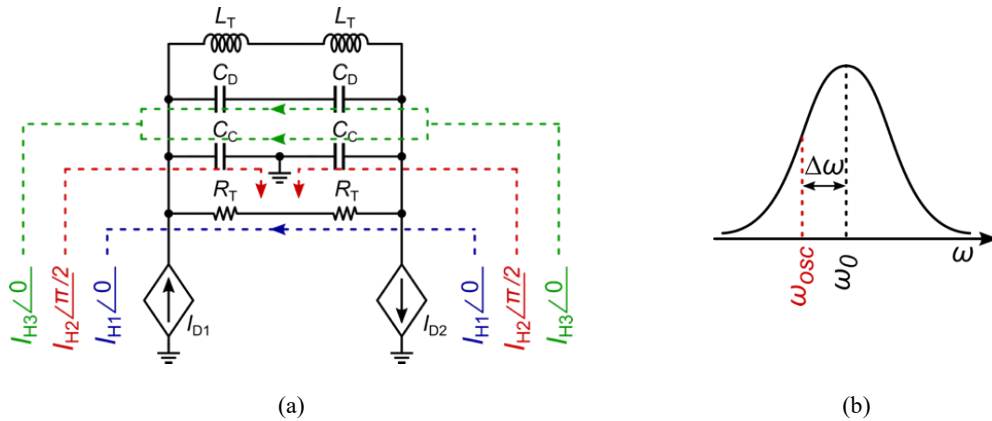 L_T L_T
C_D C_D
C_C C_C
R_T R_T
I_H3∠0 I_H2∠π/2 I_H1∠0 I_D1 I_D2 I_H1∠0 I_H2∠π/2 I_H3∠0
Δω
ω_osc ω_0 ω
(a) (b)